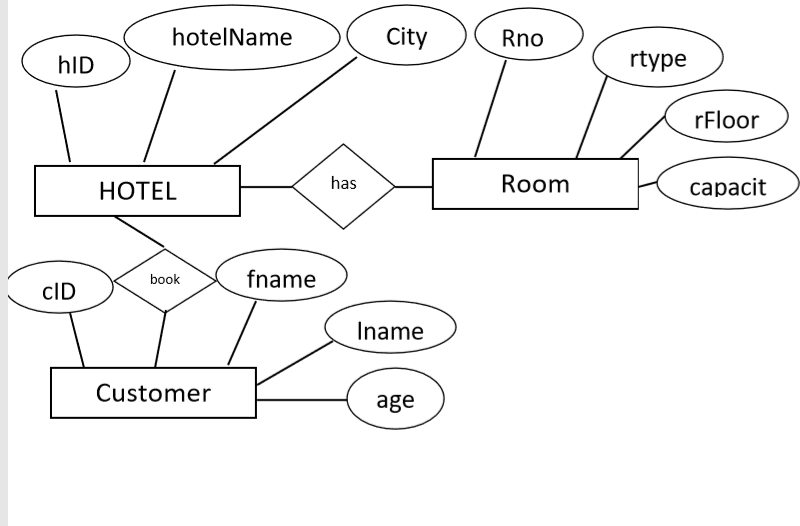 hID
hotelName
City
Rno
rtype
rFloor
HOTEL
has
Room
capacit
cID
book
fname
lname
Customer
age